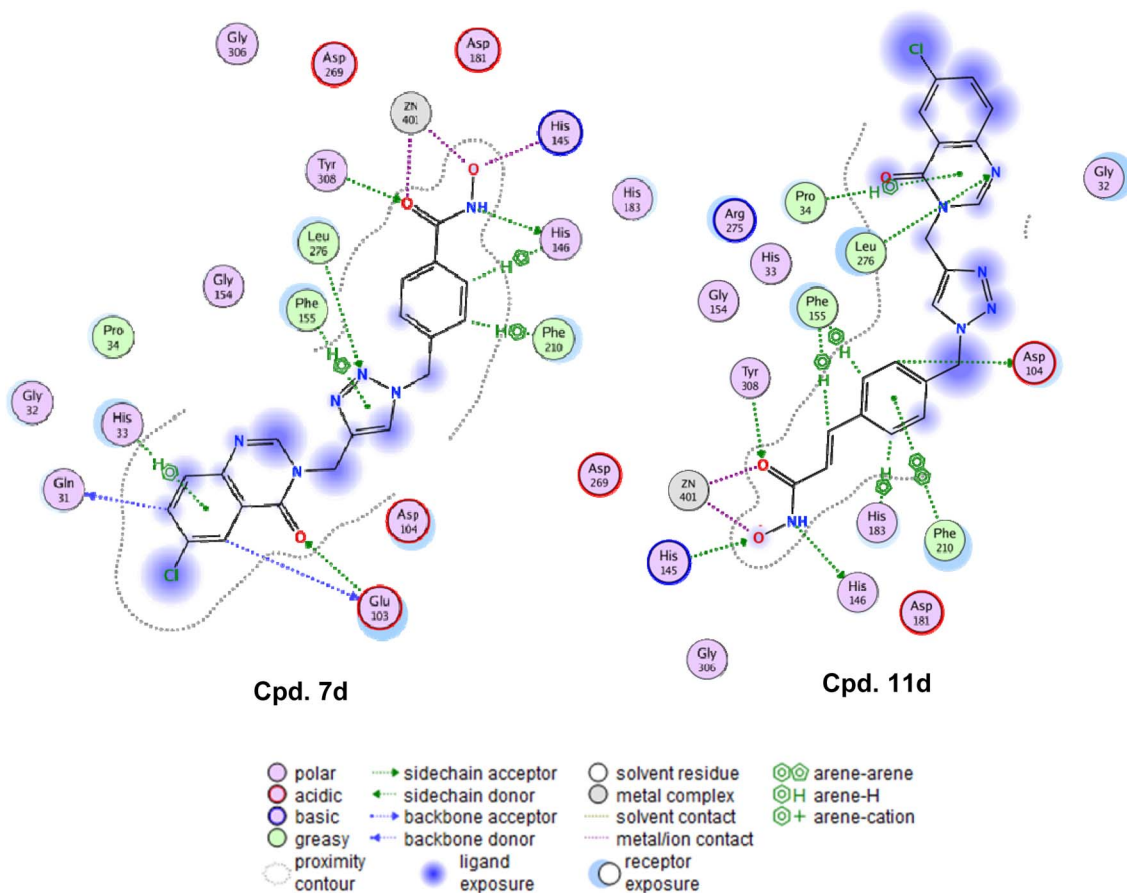 Gly
306
Asp
269
Asp
181
ZN
401
His
145
Tyr
308
O
O
NH
His
183
His
146
H
Leu
276
Gly
154
Phe
155
H
H
Phe
210
Pro
34
N
N
N
Gly
32
His
33
H
N
N
Gln
31
O
Asp
104
Cl
Glu
103
Cpd. 7d
Cl
O
N
Gly
32
Pro
34
H
N
Arg
275
His
33
Leu
276
Gly
154
N
N
N
Phe
155
H
H
Asp
104
Tyr
308
O
Asp
269
ZN
401
H
O
NH
His
183
Phe
210
His
145
His
146
Asp
181
Gly
306
Cpd. 11d
polar
acidic
basic
greasy
proximity
contour
sidechain acceptor
sidechain donor
backbone acceptor
backbone donor
ligand
exposure
solvent residue
metal complex
solvent contact
metal/ion contact
receptor
exposure
arene-arene
H arene-H
+ arene-cation